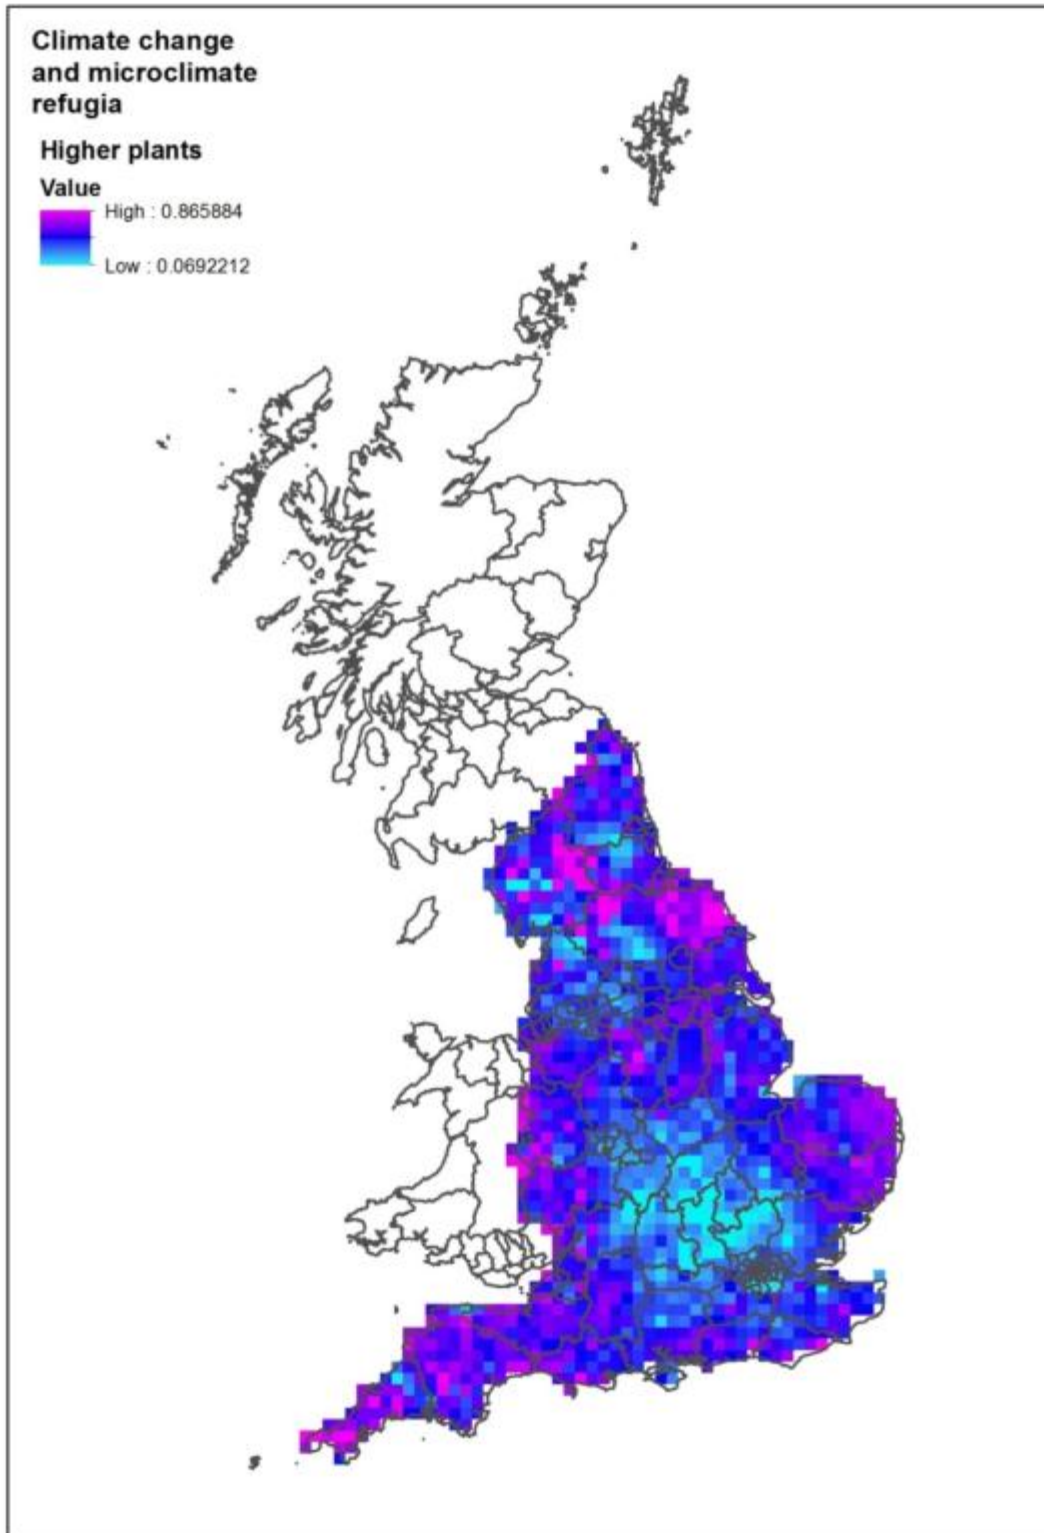 Climate change
and microclimate
refugia
Higher plants
Value
High : 0.865884
Low : 0.0692212